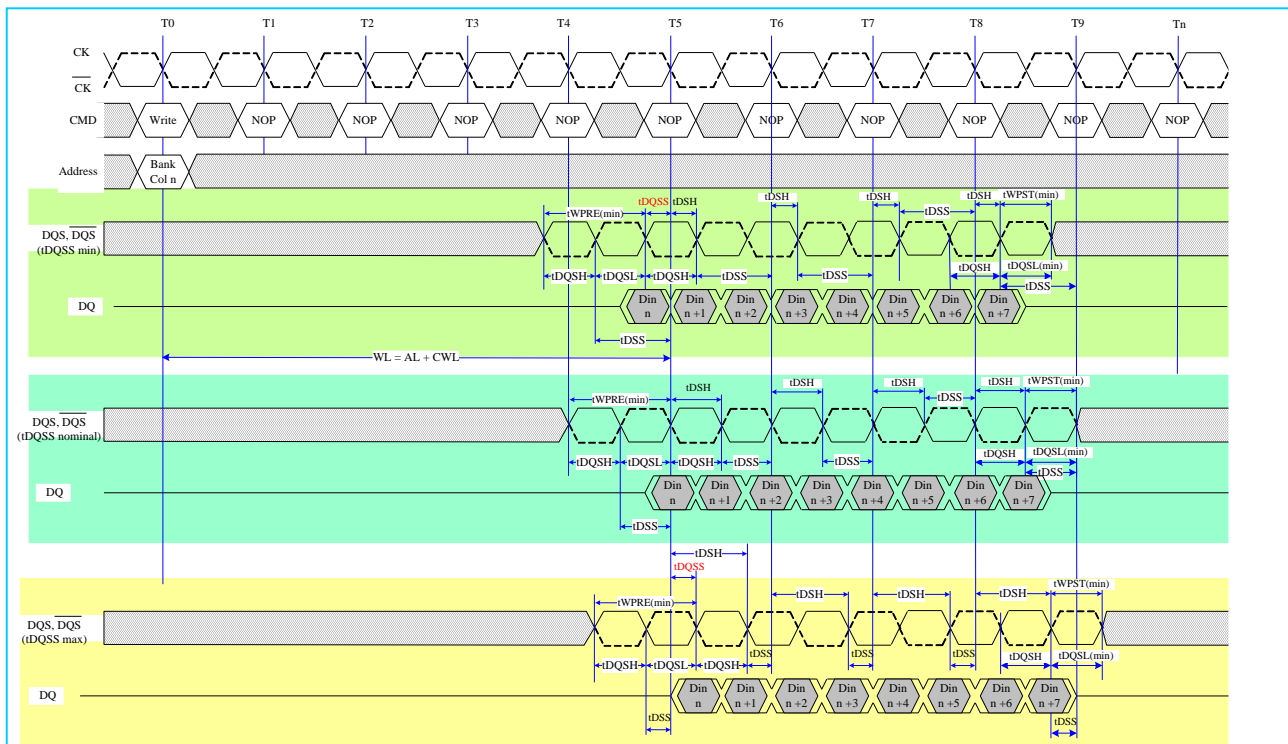 T0 T1 T2 T3 T4 T5 T6 T7 T8 T9 Tn
CK
CK
CMD Write NOP NOP NOP NOP NOP NOP NOP NOP NOP NOP
Address Bank
Col n
tDQSS tDSH tDSH tDSH tDSH tWPST(min)
tWPRE(min) tDSS
DQS, DQS
(tDQSS min)
tDQSH tDQSL tDQSH tDSS tDSS tDQSH tDQSL(min)
tDSS
DQ Din Din Din Din Din Din Din Din
n n +1 n +2 n +3 n +4 n +5 n +6 n +7
tDSS
WL = AL + CWL
tDSH tDSH tDSH tDSH tWPST(min)
tWPRE(min) tDSS
DQS, DQS
(tDQSS nominal)
tDQSH tDQSL tDQSH tDSS tDSS tDQSH tDQSL(min)
tDSS
DQ Din Din Din Din Din Din Din Din
n n +1 n +2 n +3 n +4 n +5 n +6 n +7
tDSS
tDSH
tDQSS
tWPRE(min) tDSH tDSH tDSH tWPST(min)
DQS, DQS
(tDQSS max)
tDQSH tDQSL tDQSH tDSS tDSS tDSS tDQSH tDQSL(min)
DQ Din Din Din Din Din Din Din Din
n n +1 n +2 n +3 n +4 n +5 n +6 n +7
tDSS tDSS